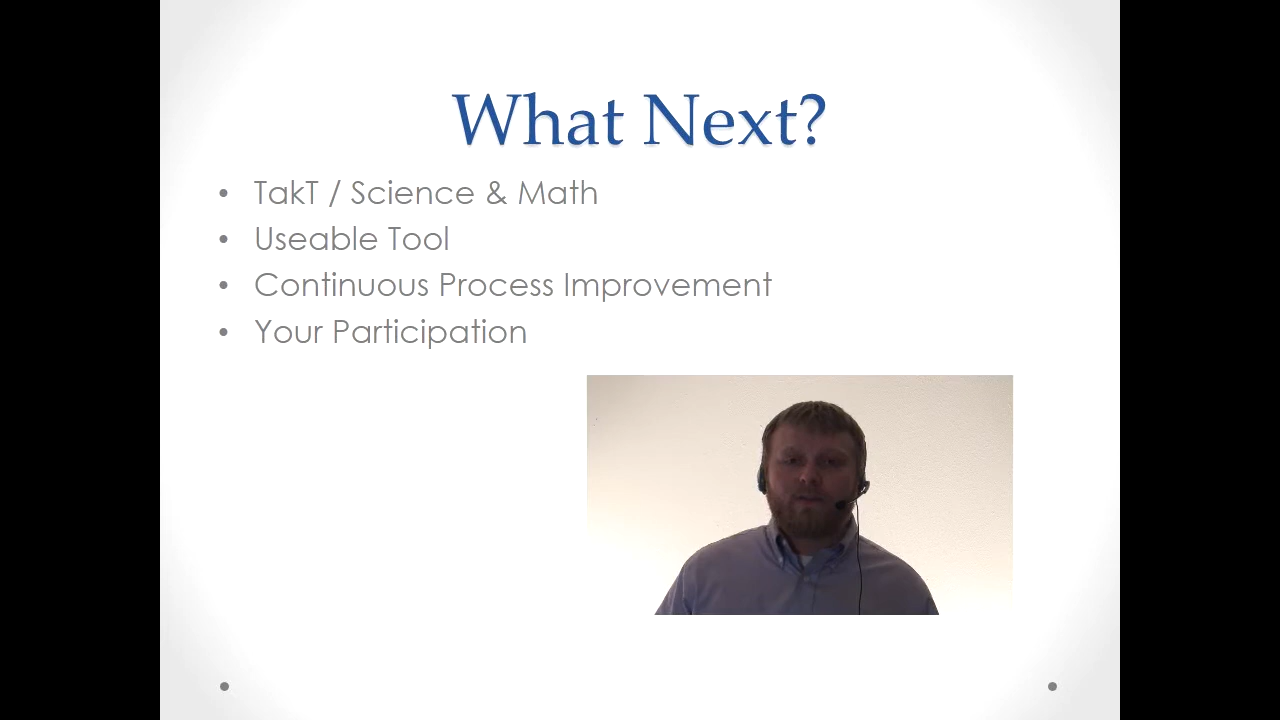 What Next?
• TakT / Science & Math
• Useable Tool
• Continuous Process Improvement
• Your Participation